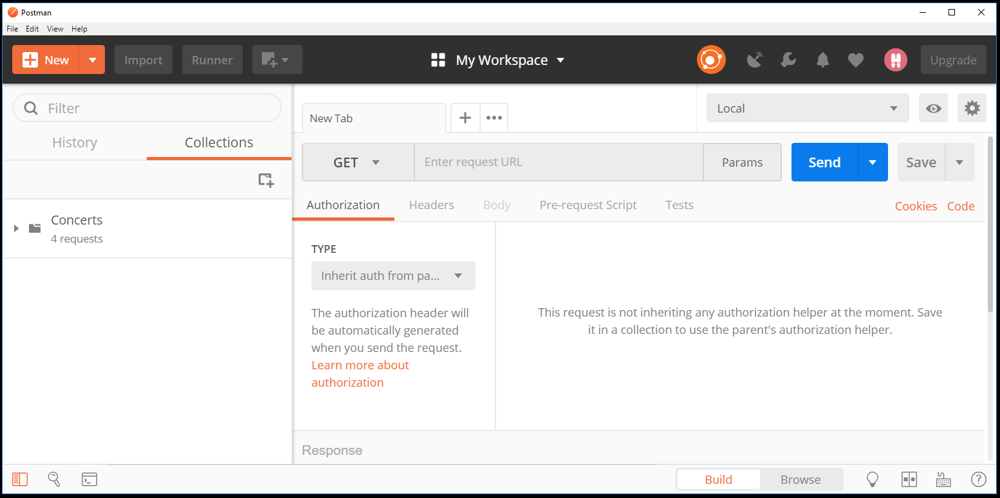 Postman
File Edit View Help
New Import Runner My Workspace Upgrade
Filter
History Collections
Concerts
4 requests
New Tab
Local
GET Enter request URL Params Send Save
Authorization Headers Body Pre-request Script Tests Cookies Code
TYPE
Inherit auth from pa...
The authorization header will
be automatically generated
when you send the request.
Learn more about
authorization
This request is not inheriting any authorization helper at the moment. Save
it in a collection to use the parent's authorization helper.
Response
Build Browse